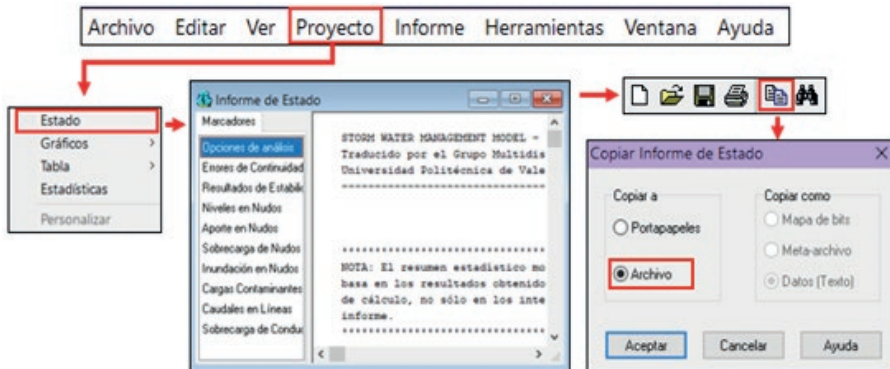 Archivo Editar Ver Proyecto Informe Herramientas Ventana Ayuda
Estado
Gráficos
Tabla
Estadísticas
Personalizar
Informe de Estado
Marcadores
Opciones de análisis
Errores de Continuidad
Resultados de Estabili
Niveles en Nudos
Aporte en Nudos
Sobrecarga de Nudos
Inundación en Nudos
Cargas Contaminantes
Caudales en Líneas
Sobrecarga de Conduc
STORM WATER MANAGEMENT MODEL -
Traducido por el Grupo Multidis
Universidad Politécnica de Vale
NOTA: El resumen estadístico mo
basa en los resultados obtenido
de cálculo, no sólo en los inte
informe.
Copiar Informe de Estado
Copiar a
Portapapeles
Archivo
Copiar como
Mapa de bits
Meta-archivo
Datos (Texto)
Aceptar Cancelar Ayuda